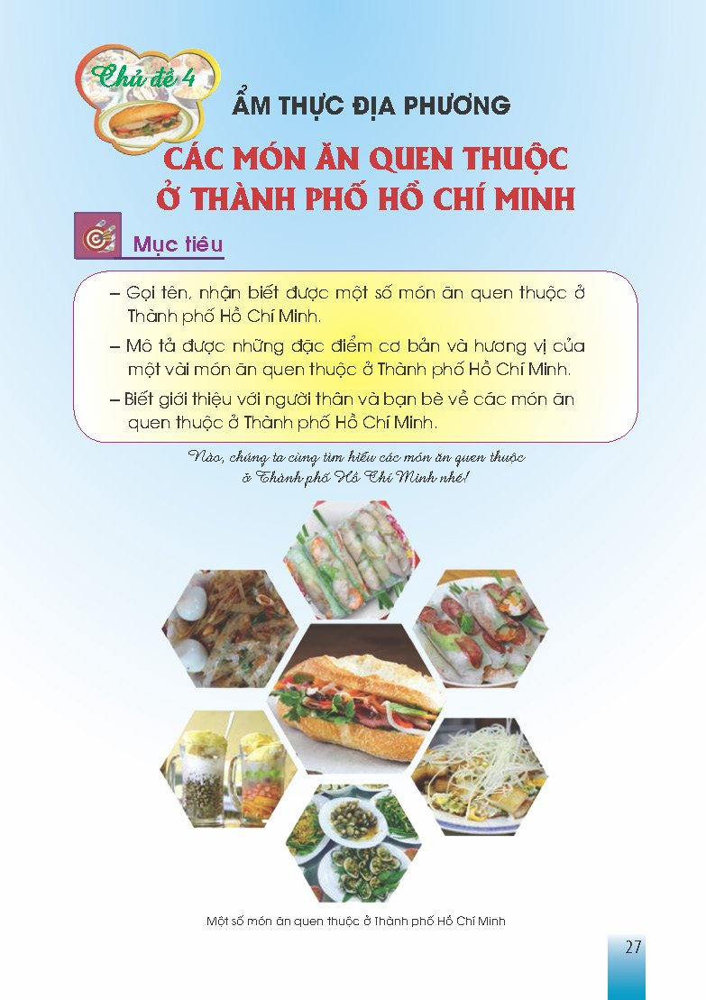 Chủ đề 4
ẨM THỰC ĐỊA PHƯƠNG
CÁC MÓN ĂN QUEN THUỘC
Ở THÀNH PHỐ HỒ CHÍ MINH
Mục tiêu
– Gọi tên, nhận biết được một số món ăn quen thuộc ở
Thành phố Hồ Chí Minh.
– Mô tả được những đặc điểm cơ bản và hương vị của
một vài món ăn quen thuộc ở Thành phố Hồ Chí Minh.
– Biết giới thiệu với người thân và bạn bè về các món ăn
quen thuộc ở Thành phố Hồ Chí Minh.
Nào, chúng ta cùng tìm hiểu các món ăn quen thuộc
ở Thành phố Hồ Chí Minh nhé!
Một số món ăn quen thuộc ở Thành phố Hồ Chí Minh
27